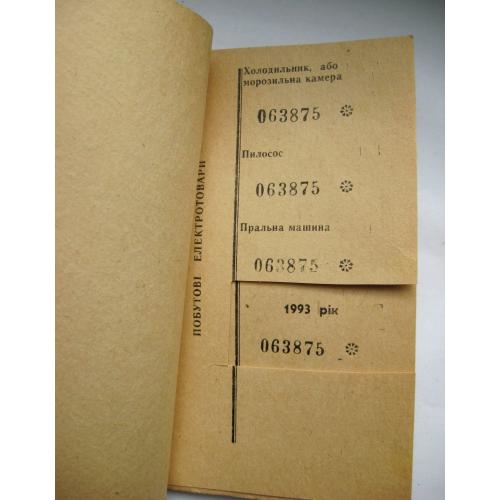 ПОБУТОВІ ЕЛЕКТРОТОВАРИ
Холодильник, або
морозильна камера
063875
Пилосос
063875
Пральна машина
063875
1993 рік
063875